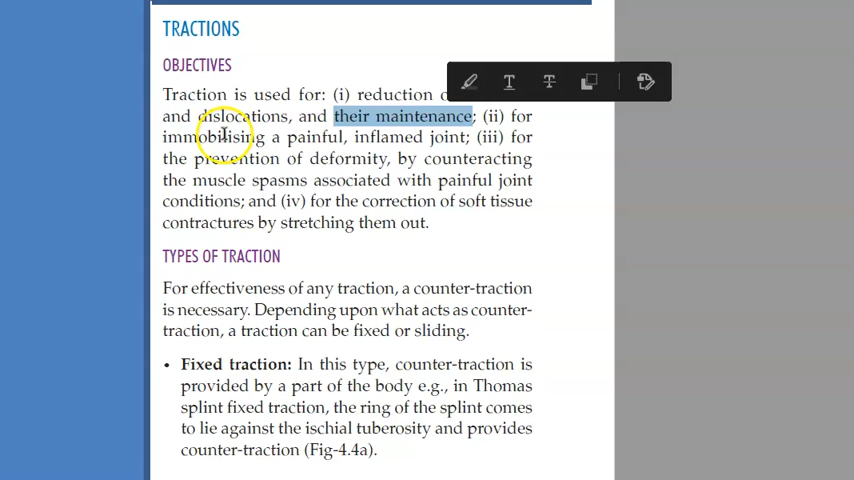 TRACTIONS
OBJECTIVES
Traction is used for: (i) reduction
and dislocations, and their maintenance; (ii) for
immobilising a painful, inflamed joint; (iii) for
the prevention of deformity, by counteracting
the muscle spasms associated with painful joint
conditions; and (iv) for the correction of soft tissue
contractures by stretching them out.
TYPES OF TRACTION
For effectiveness of any traction, a counter-traction
is necessary. Depending upon what acts as counter-
traction, a traction can be fixed or sliding.
• Fixed traction: In this type, counter-traction is
provided by a part of the body e.g., in Thomas
splint fixed traction, the ring of the splint comes
to lie against the ischial tuberosity and provides
counter-traction (Fig-4.4a).